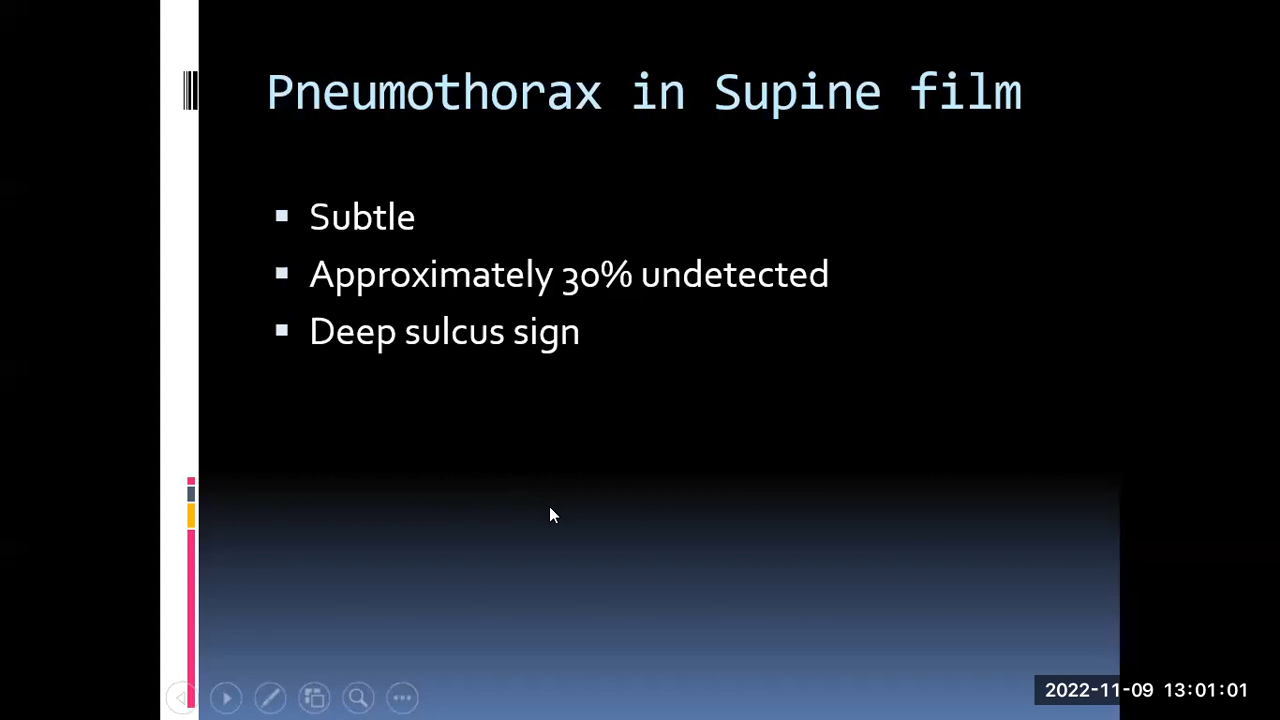 Pneumothorax in Supine film
Subtle
Approximately 30% undetected
Deep sulcus sign
2022-11-09 13:01:01